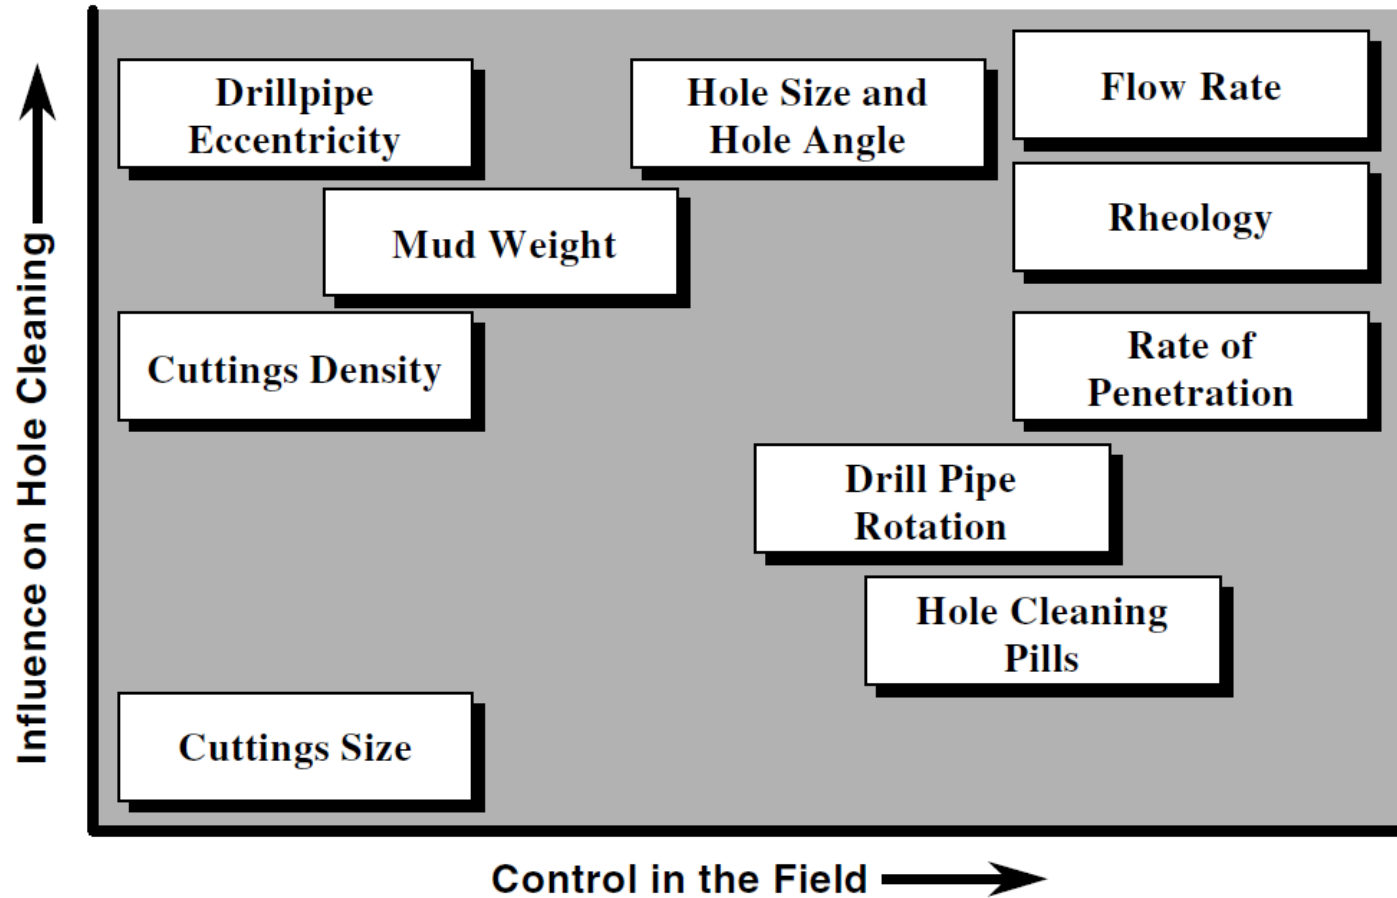 Flow Rate
Drillpipe
Eccentricity
Hole Size and
Hole Angle
Rheology
Mud Weight
Cuttings Density
Rate of
Penetration
Drill Pipe
Rotation
Hole Cleaning
Pills
Cuttings Size
Influence on Hole Cleaning
Control in the Field